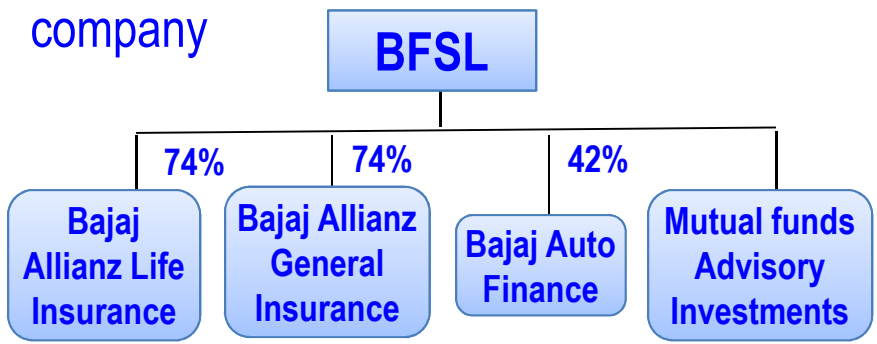 company
BFSL
74%
74%
42%
Bajaj
Allianz Life
Insurance
Bajaj Allianz
General
Insurance
Bajaj Auto
Finance
Mutual funds
Advisory
Investments